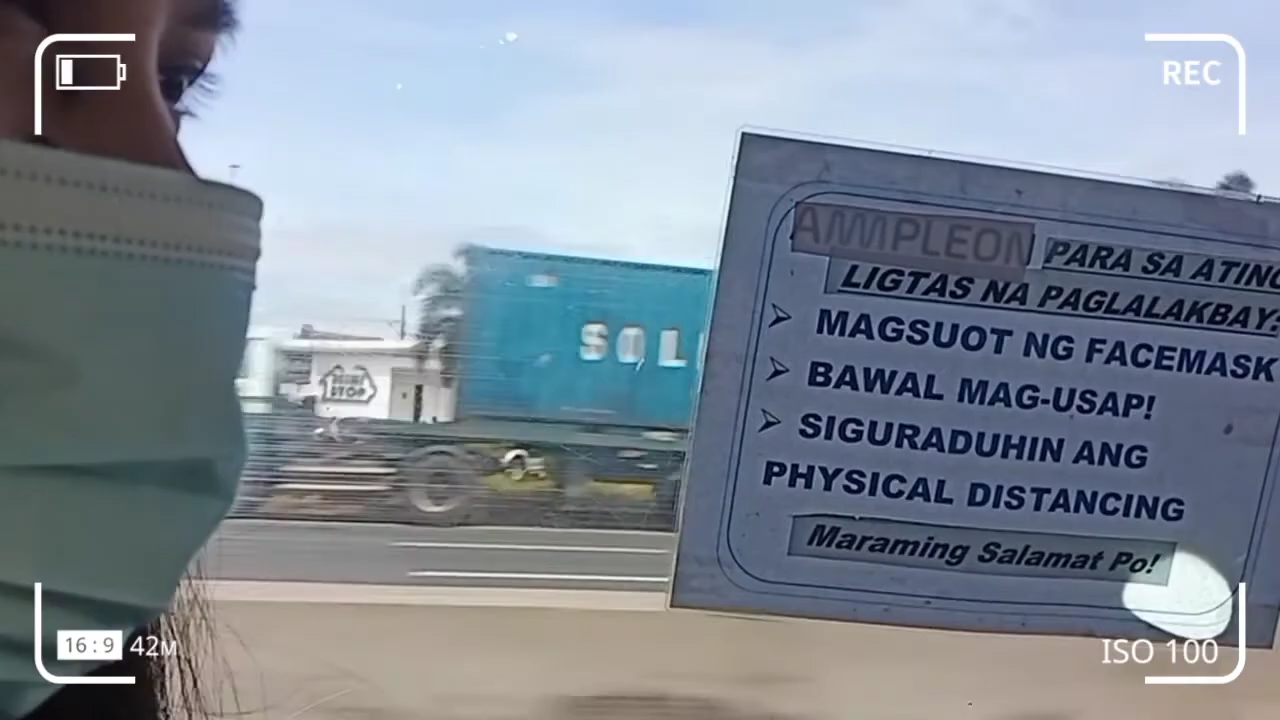 REC
AMMPLEON PARA SA ATING
LIGTAS NA PAGLALAKBAY:
MAGSUOT NG FACEMASK
BAWAL MAG-USAP!
SIGURADUHIN ANG
PHYSICAL DISTANCING
Maraming Salamat Po!
SOL
STOP
16:9 42M
ISO 100